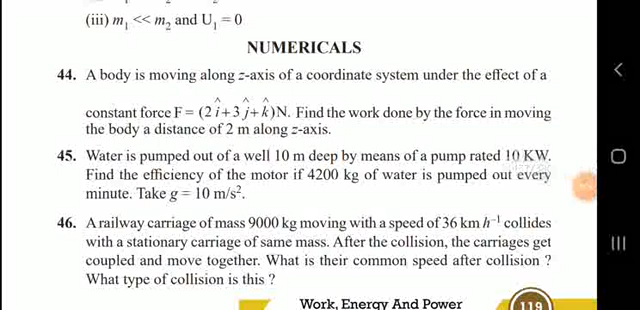 (iii) m₁ << m₂ and U₁ = 0
NUMERICALS
44. A body is moving along z-axis of a coordinate system under the effect of a
constant force F = (2 î+3 ĵ+ k̂)N. Find the work done by the force in moving
the body a distance of 2 m along z-axis.
45. Water is pumped out of a well 10 m deep by means of a pump rated 10 KW.
Find the efficiency of the motor if 4200 kg of water is pumped out every
minute. Take g = 10 m/s².
46. A railway carriage of mass 9000 kg moving with a speed of 36 km h⁻¹ collides
with a stationary carriage of same mass. After the collision, the carriages get
coupled and move together. What is their common speed after collision ?
What type of collision is this ?
Work, Energy And Power 119